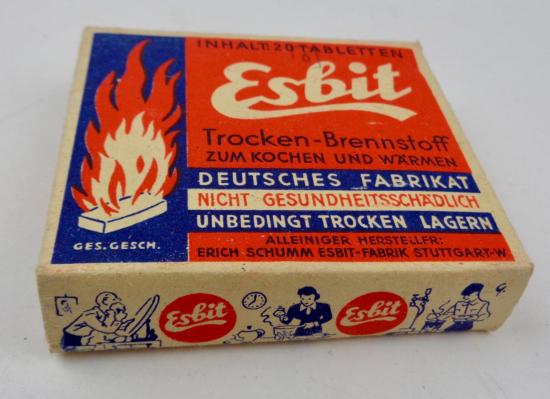 INHALT: 20 TABLETTEN
Esbit
Trocken-Brennstoff
ZUM KOCHEN UND WÄRMEN
DEUTSCHES FABRIKAT
NICHT GESUNDHEITSSCHÄDLICH
UNBEDINGT TROCKEN LAGERN
GES. GESCH.
ALLEINIGER HERSTELLER:
ERICH SCHUMM ESBIT-FABRIK STUTTGART-W
Esbit
Esbit